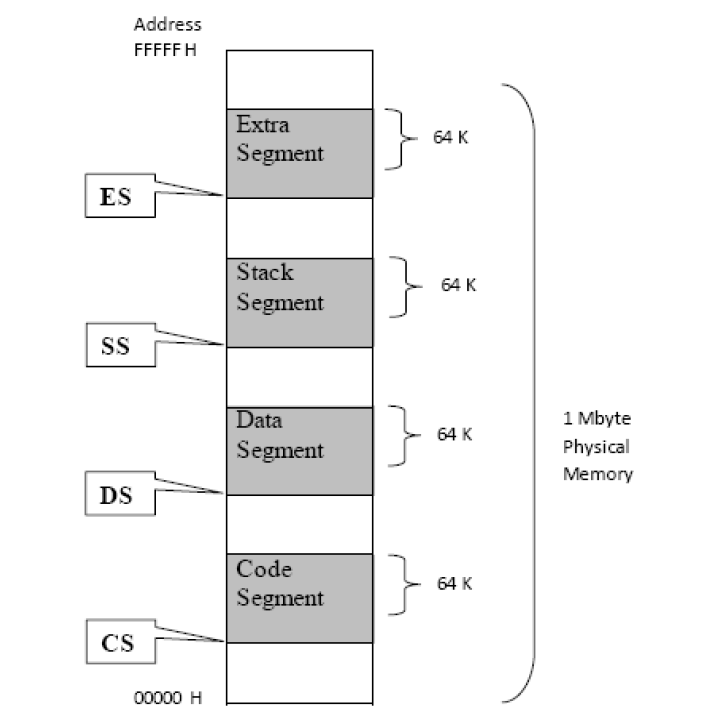 Address
FFFFF H
Extra
Segment
64 K
ES
Stack
Segment
64 K
SS
Data
Segment
64 K
1 Mbyte
Physical
Memory
DS
Code
Segment
64 K
CS
00000 H